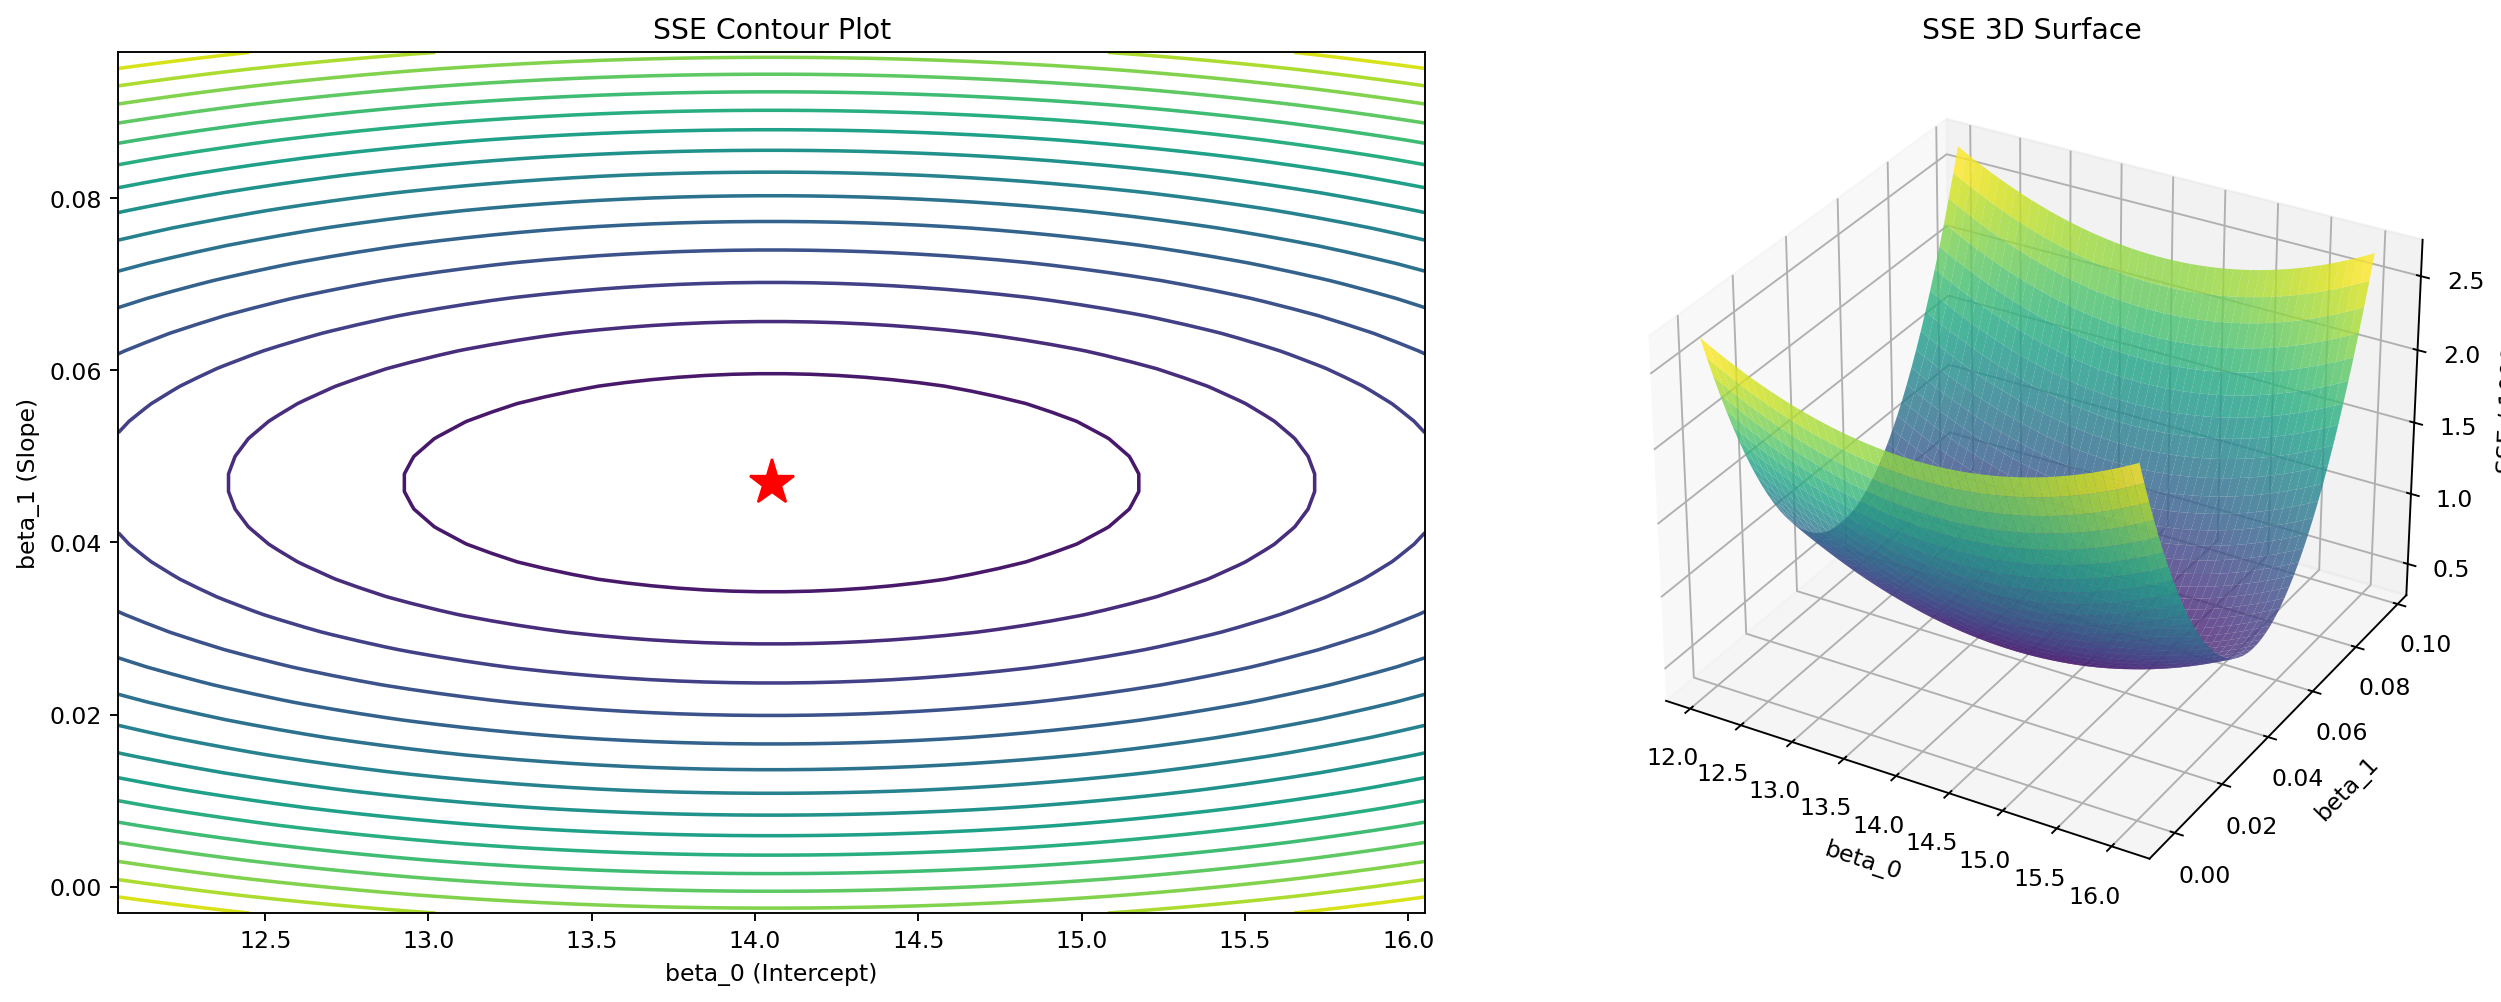 SSE Contour Plot
0.08
0.06
0.04
0.02
0.00
beta_1 (Slope)
12.5 13.0 13.5 14.0 14.5 15.0 15.5 16.0
beta_0 (Intercept)
SSE 3D Surface
2.5
2.0
1.5
1.0
0.5
12.0 12.5 13.0 13.5 14.0 14.5 15.0 15.5 16.0
beta_0
0.10
0.08
0.06
0.04
0.02
0.00
beta_1